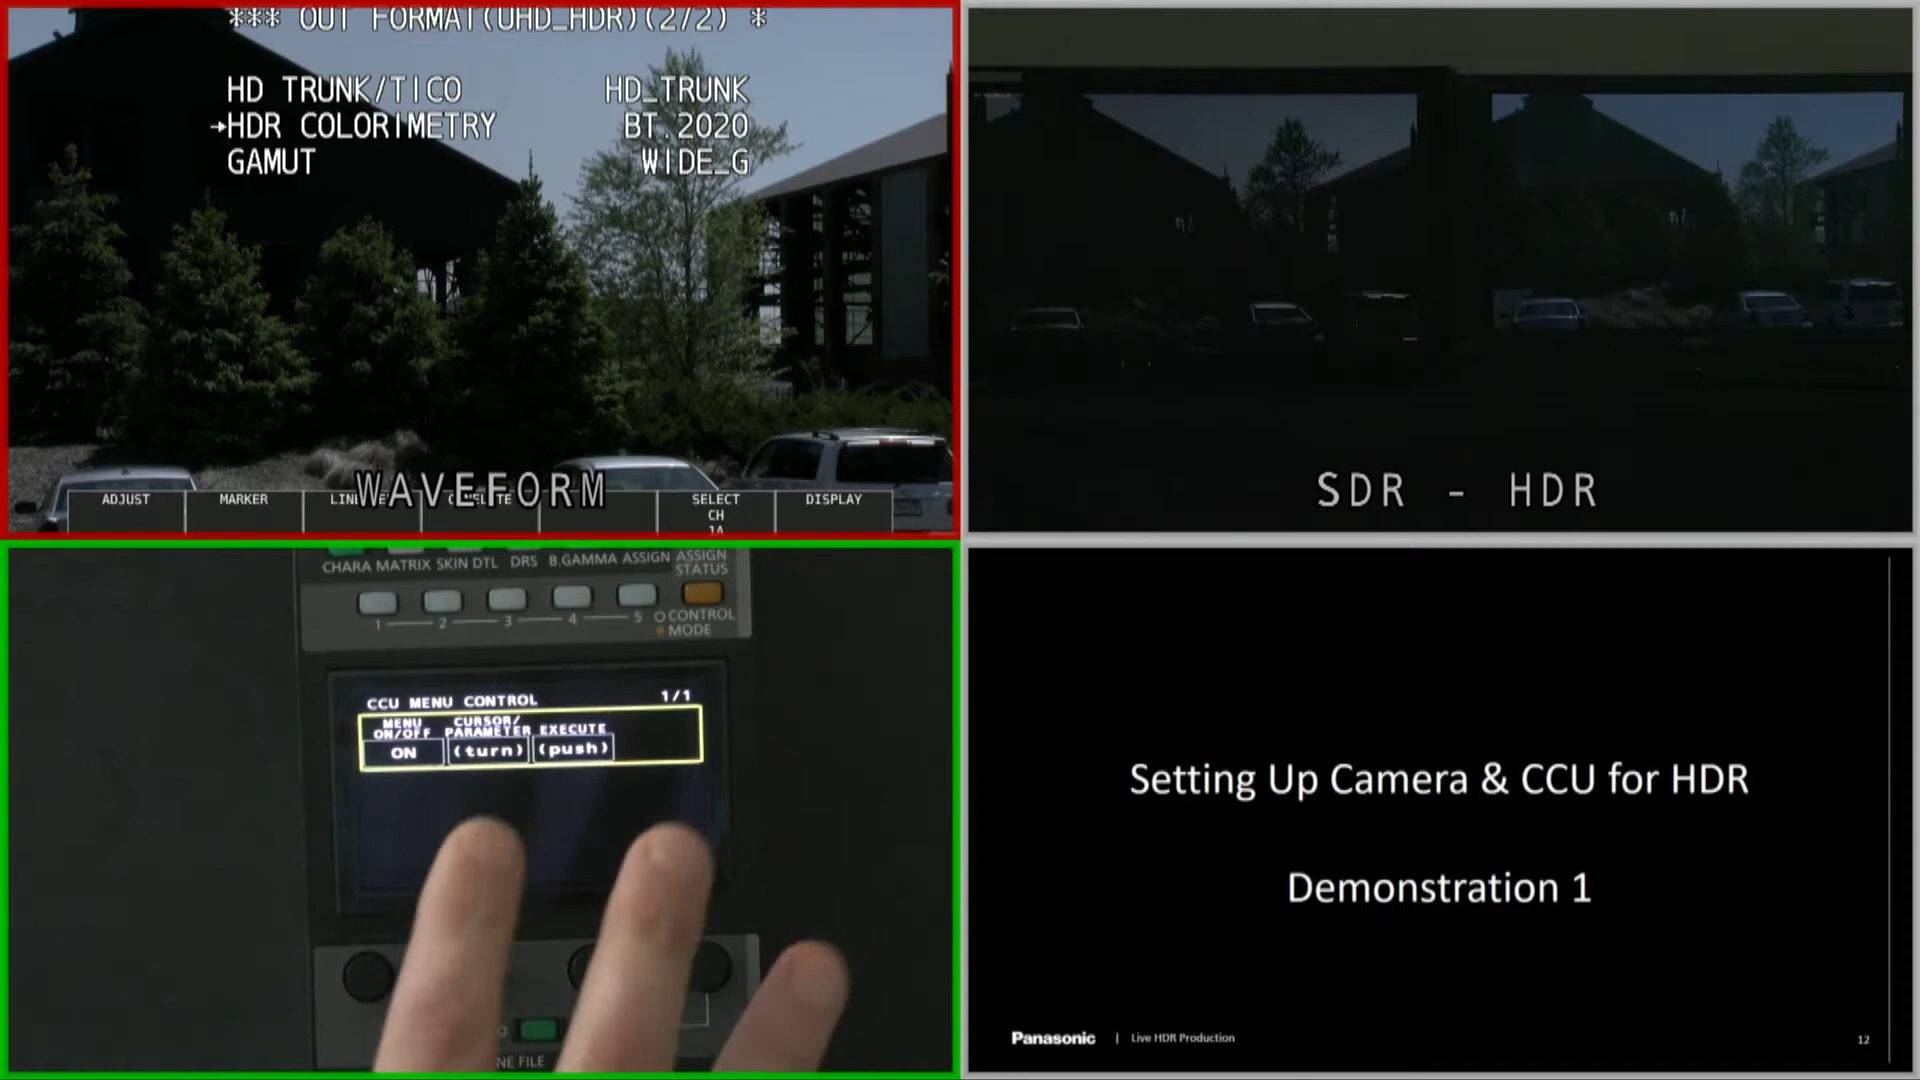 *** OUT FORMAT(UHD_HDR)(2/2) *
HD TRUNK/TICO HD_TRUNK
→HDR COLORIMETRY BT.2020
GAMUT WIDE_G
WAVEFORM
ADJUST MARKER SELECT DISPLAY
CH
1A
SDR - HDR
CHARA MATRIX SKIN DTL DRS B.GAMMA ASSIGN ASSIGN
STATUS
1 2 3 4 5 CONTROL
MODE
CCU MENU CONTROL 1/1
MENU CURSOR/
ON/OFF PARAMETER EXECUTE
ON (turn) (push)
NE FILE
Setting Up Camera & CCU for HDR
Demonstration 1
Panasonic | Live HDR Production 12